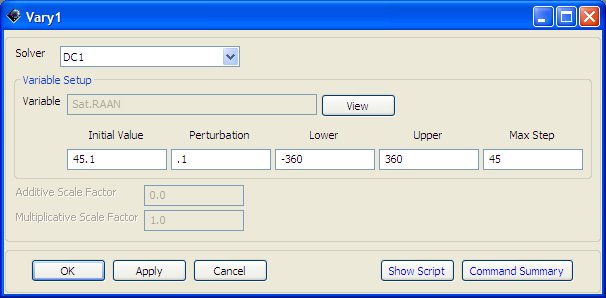 Vary1
Solver DC1
Variable Setup
Variable Sat.RAAN View
Initial Value Perturbation Lower Upper Max Step
45.1 .1 -360 360 45
Additive Scale Factor 0.0
Multiplicative Scale Factor 1.0
OK Apply Cancel Show Script Command Summary